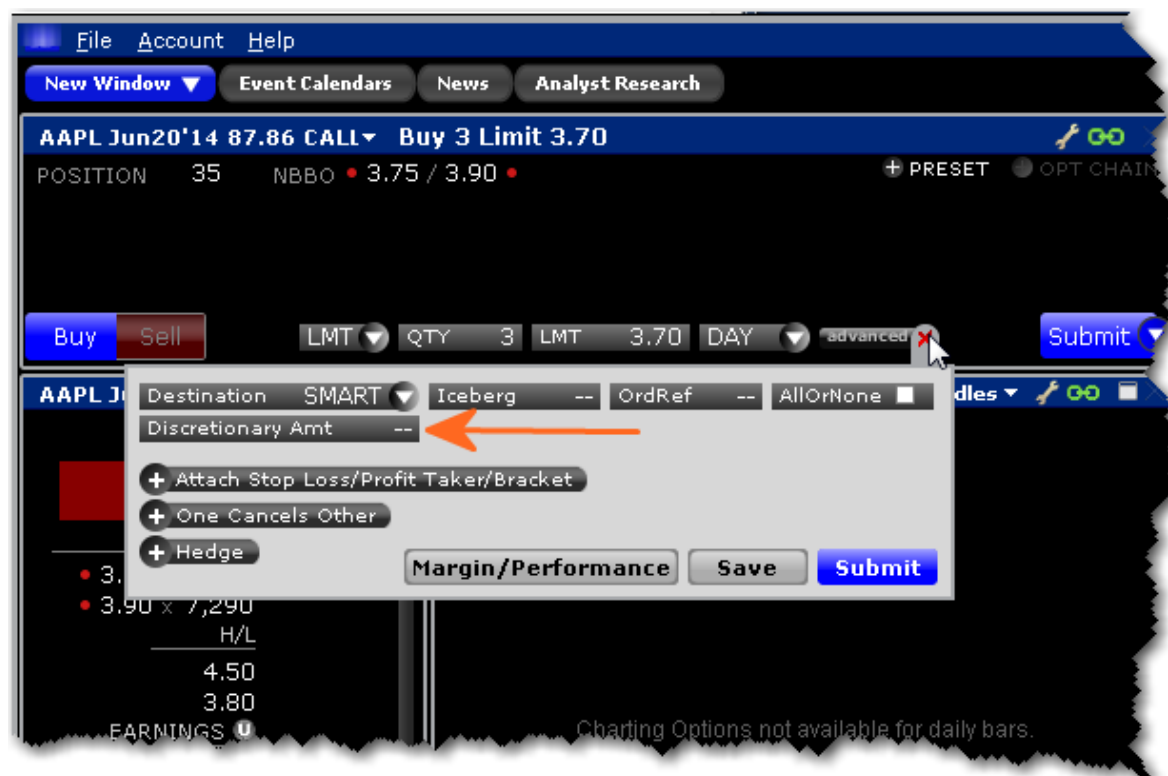 File Account Help
New Window Event Calendars News Analyst Research
AAPL Jun20'14 87.86 CALL Buy 3 Limit 3.70
POSITION 35 NBBO 3.75 / 3.90 + PRESET OPT CHAIN
Buy Sell LMT QTY 3 LMT 3.70 DAY advanced Submit
AAPL J dles
Destination SMART Iceberg -- OrdRef -- AllOrNone
Discretionary Amt --
+ Attach Stop Loss/Profit Taker/Bracket
+ One Cancels Other
+ Hedge
Margin/Performance Save Submit
3.
3.90 x 7,290
H/L
4.50
3.80
EARNINGS U
Charting Options not available for daily bars.